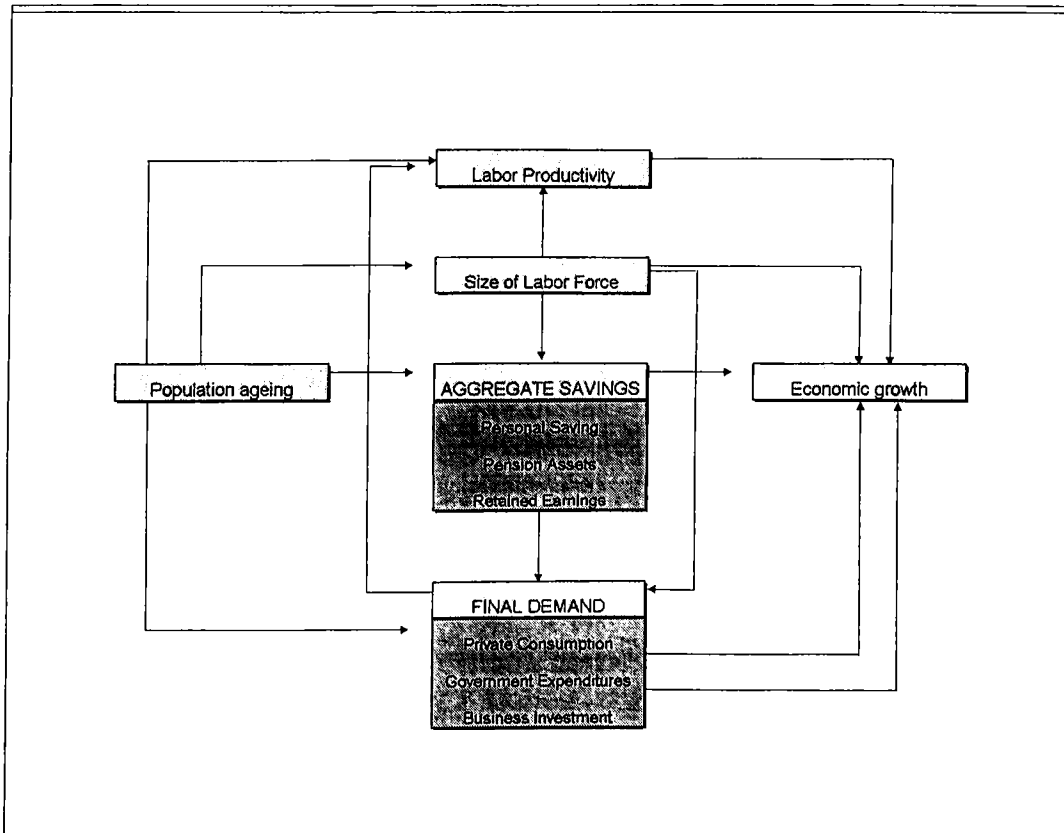 Labor Productivity
Size of Labor Force
Population ageing
AGGREGATE SAVINGS
Personal Saving
Pension Assets
Retained Earnings
Economic growth
FINAL DEMAND
Private Consumption
Government Expenditures
Business Investment